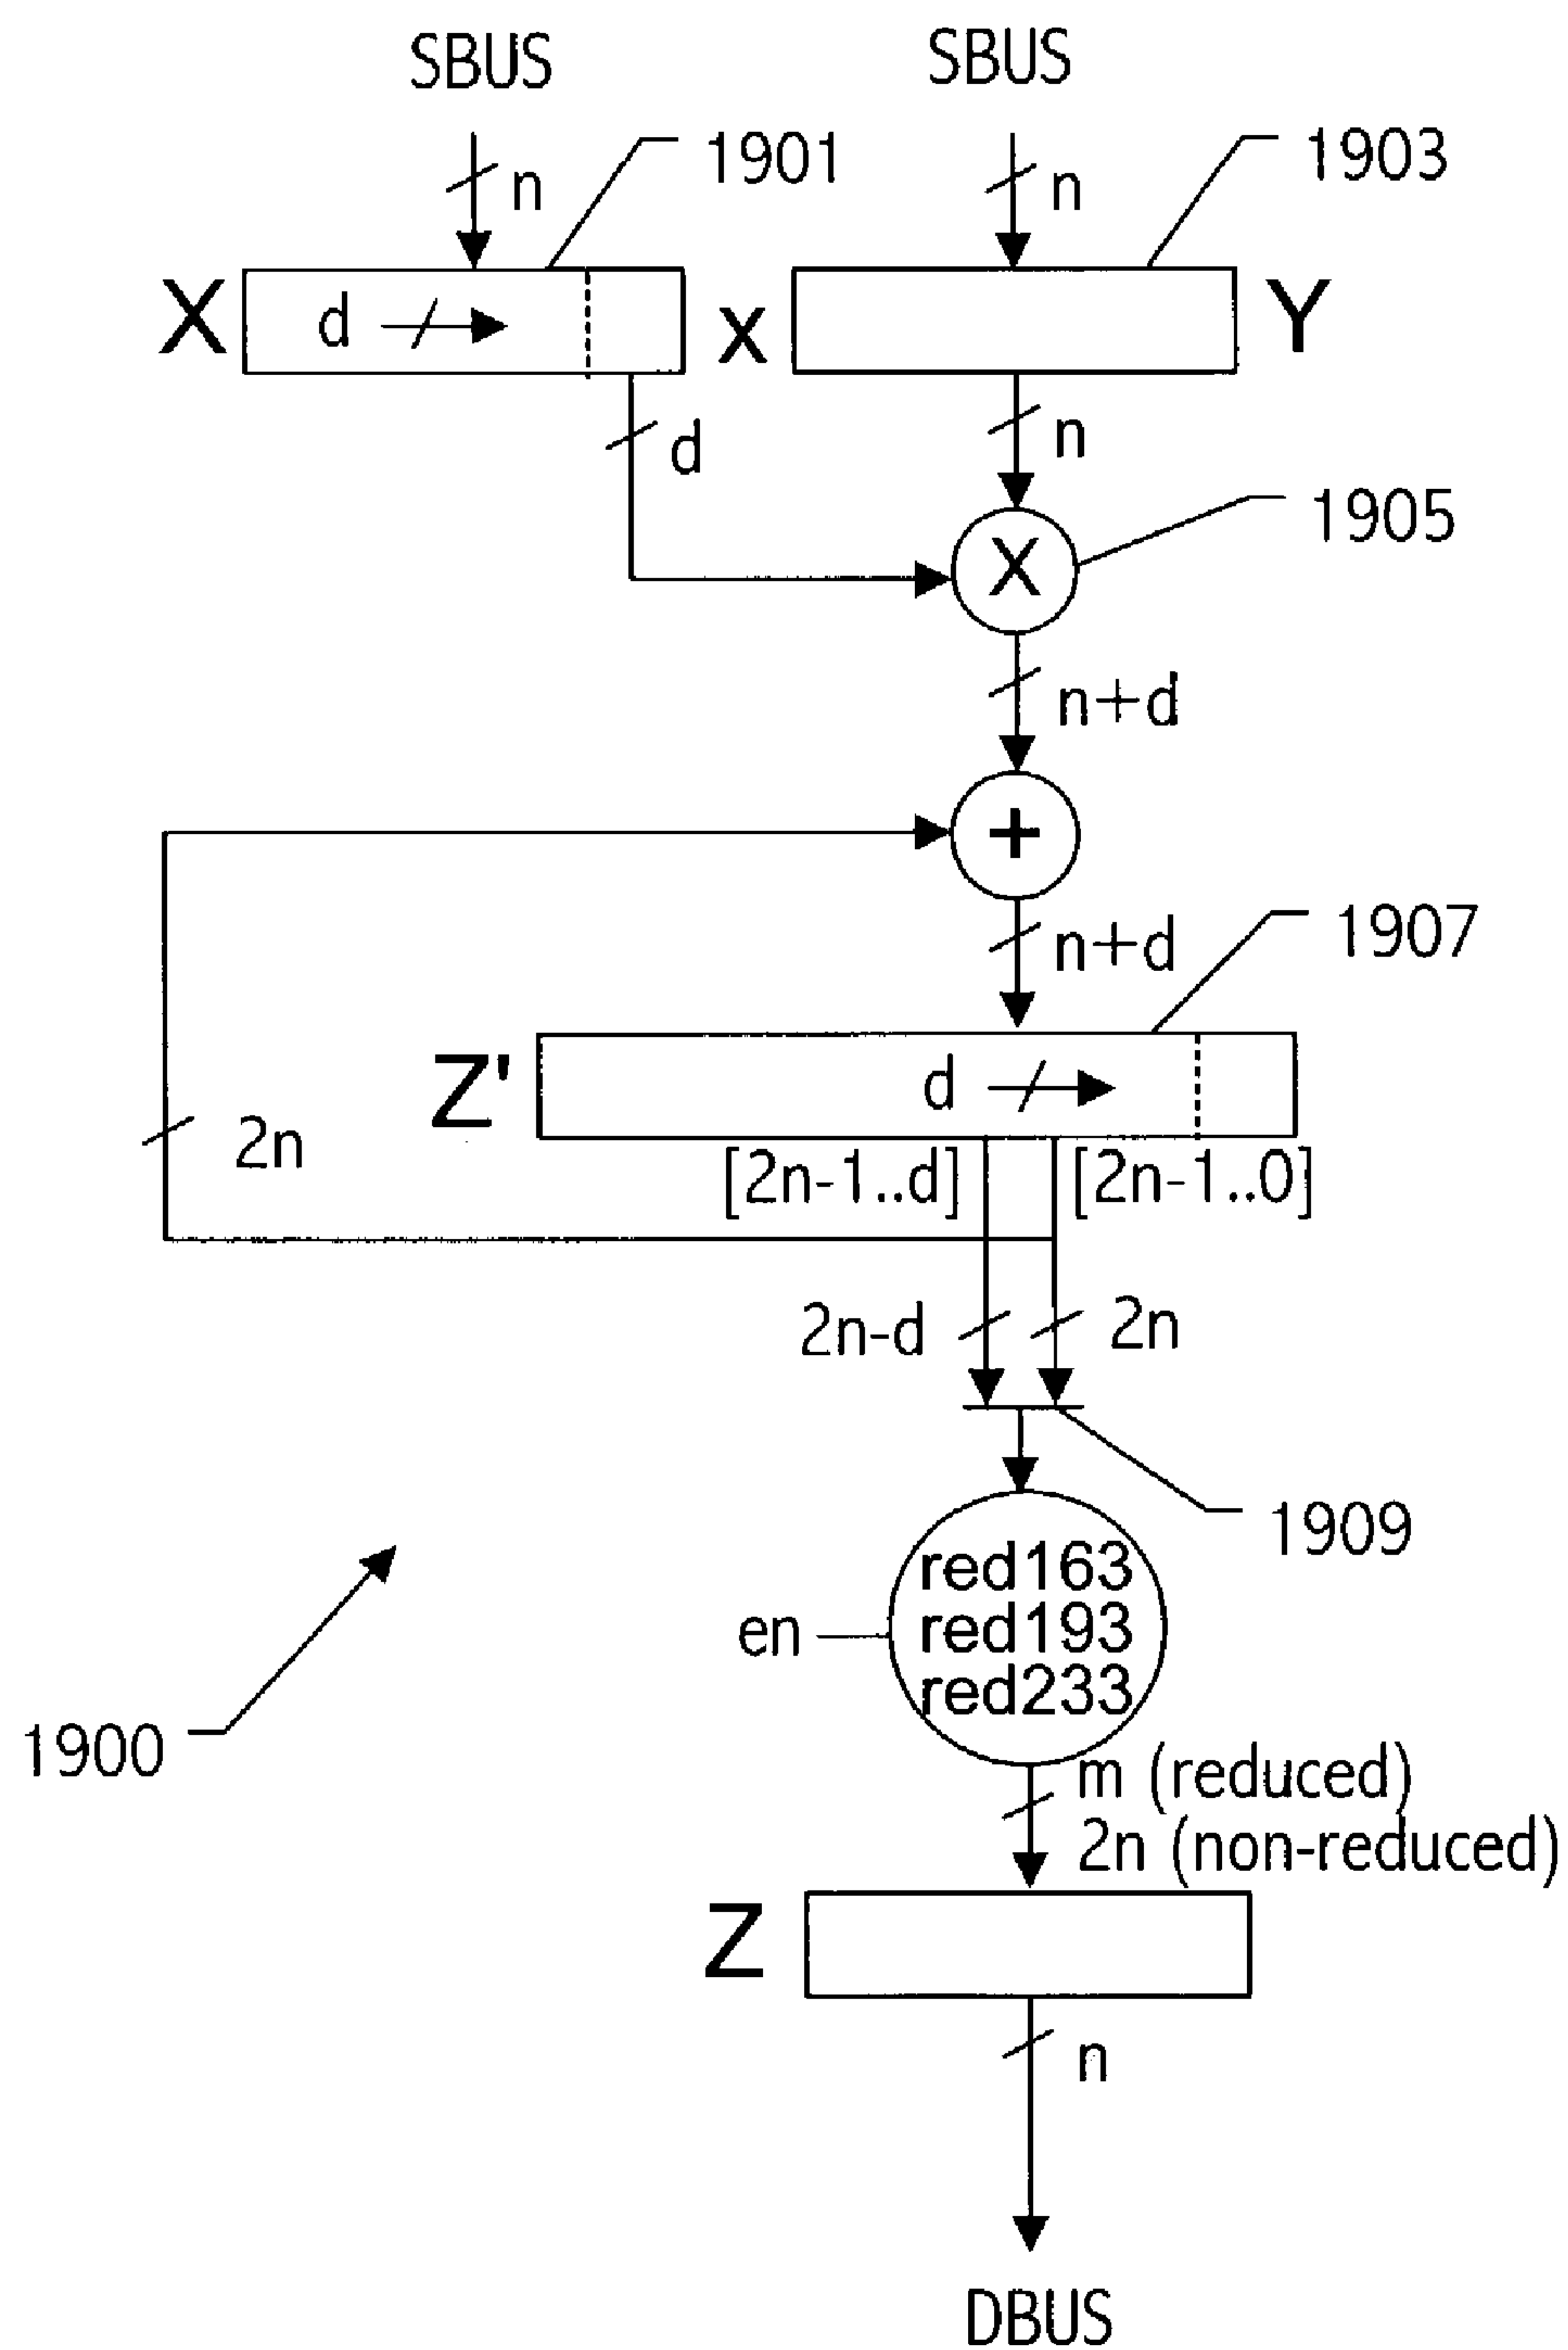 SBUS SBUS
n 1901 n 1903
X d x Y
d n
X 1905
n+d
+
n+d 1907
Z' d
2n [2n-1..d] [2n-1..0]
2n-d 2n
1909
red163
en red193
red233
1900
m (reduced)
2n (non-reduced)
Z
n
DBUS